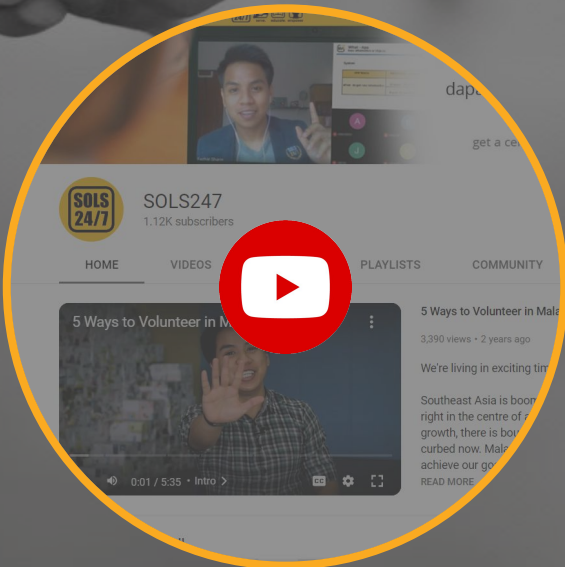 dapa
get a ce
SOLS
24/7
SOLS247
1.12K subscribers
HOME VIDEOS PLAYLISTS COMMUNITY
5 Ways to Volunteer in M
0:01 / 5:35 • Intro
CC
5 Ways to Volunteer in Mala
3,390 views • 2 years ago
We're living in exciting tim
Southeast Asia is boom
right in the centre of a
growth, there is bou
curbed now. Mala
achieve our go
READ MORE